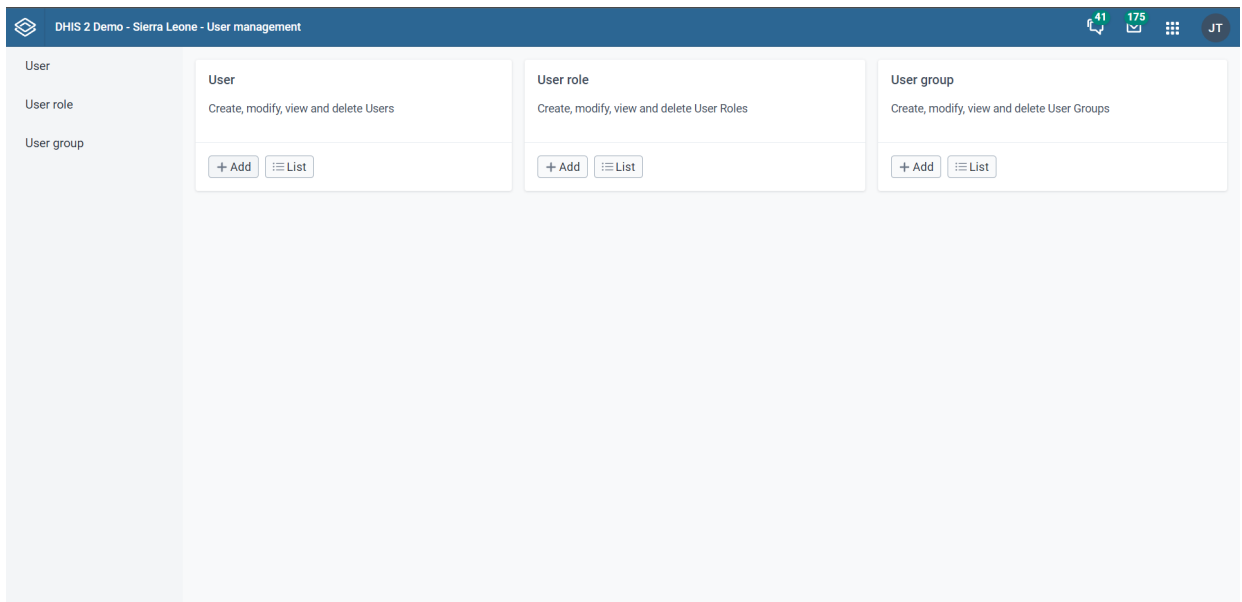 DHIS 2 Demo - Sierra Leone - User management
41
175
JT
User
User role
User group
User
Create, modify, view and delete Users
+ Add
List
User role
Create, modify, view and delete User Roles
+ Add
List
User group
Create, modify, view and delete User Groups
+ Add
List